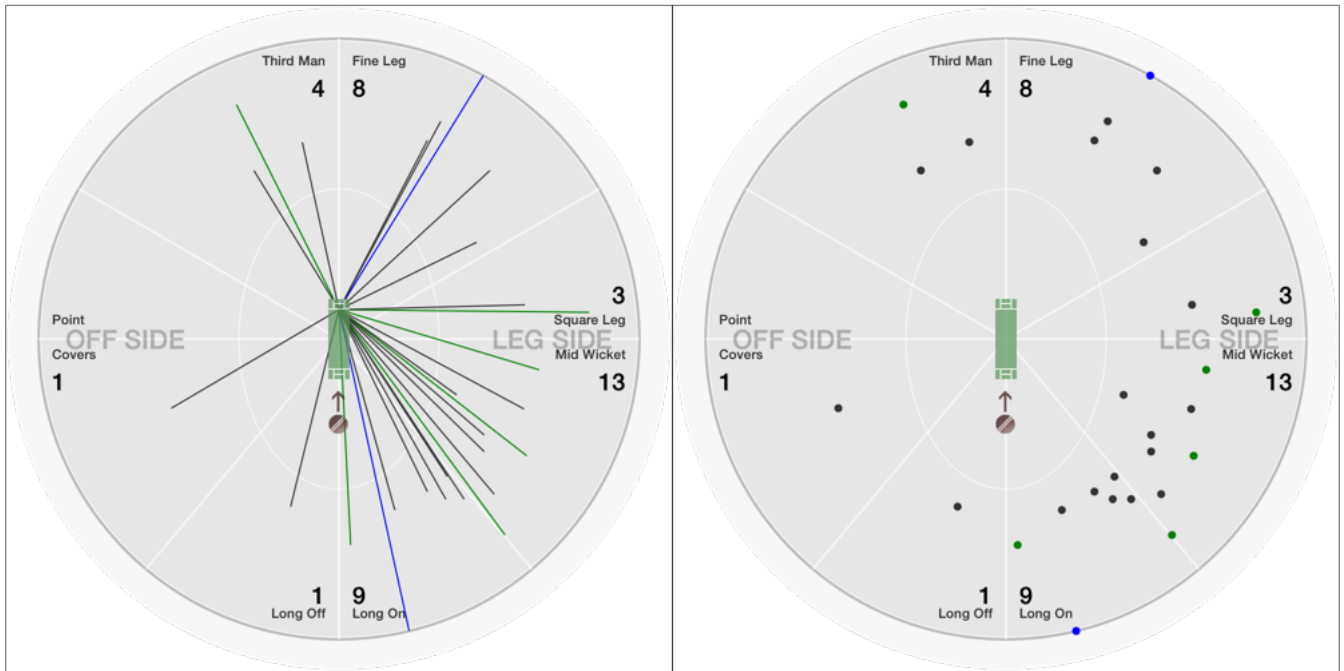 Third Man
Fine Leg
4
8
3
Point
Square Leg
OFF SIDE
LEG SIDE
Covers
Mid Wicket
1
13
1
9
Long Off
Long On
Third Man
Fine Leg
4
8
3
Point
Square Leg
OFF SIDE
LEG SIDE
Covers
Mid Wicket
1
13
1
9
Long Off
Long On